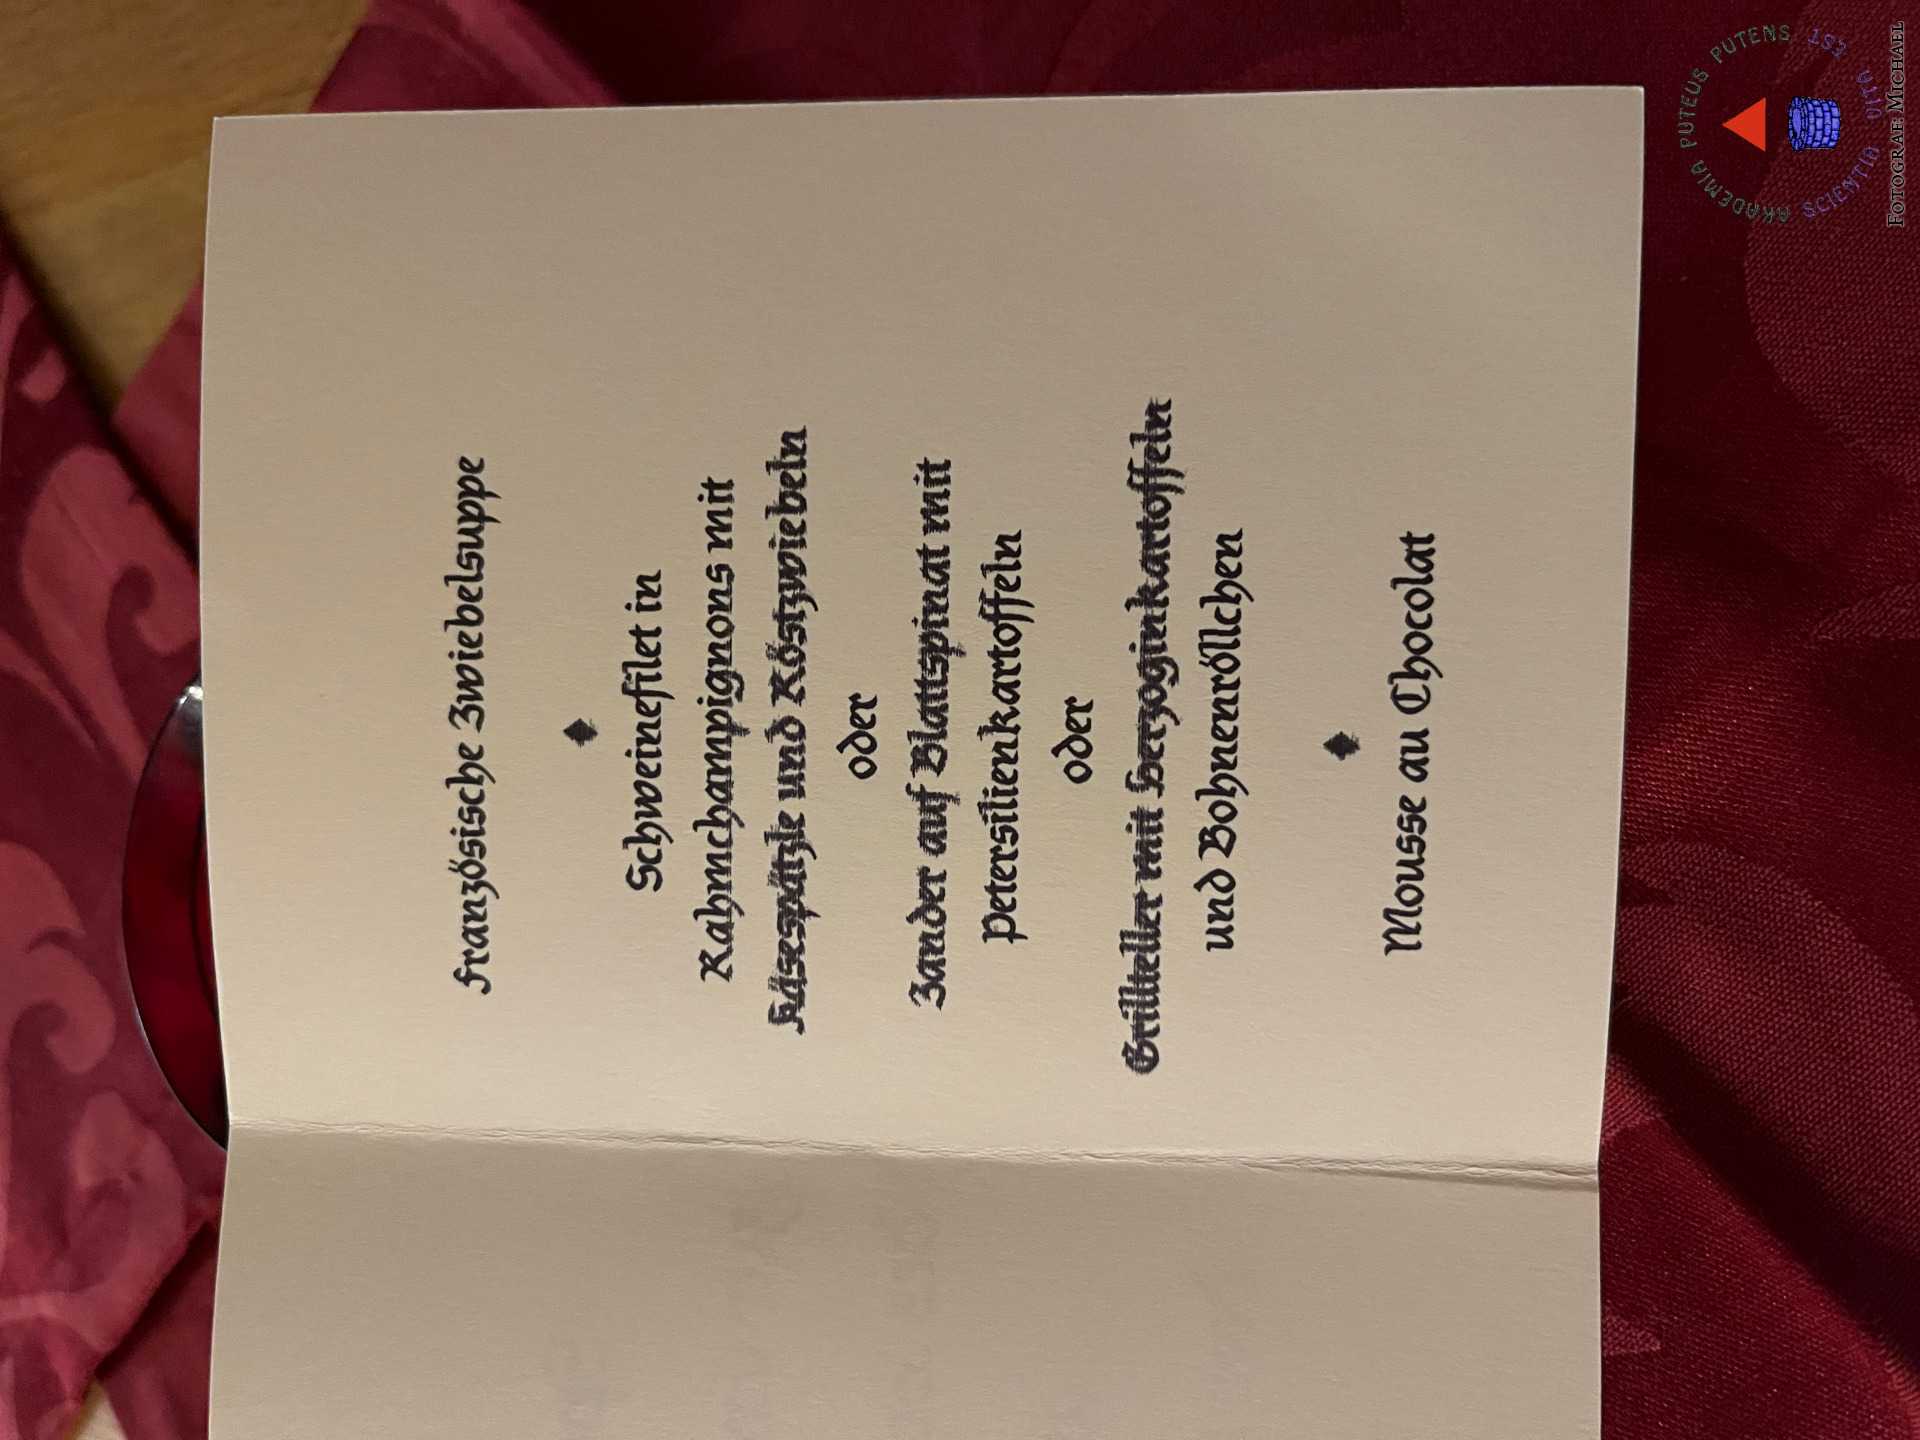 Französische Zwiebelsuppe
Schweinefilet in
Rahmchampignons mit
Käsespätzle und Röstzwiebeln
oder
Zander auf Blattspinat mit
Petersilienkartoffeln
oder
Grillteller mit Herzoginkartoffeln
und Bohnenröllchen
Mousse au Chocolat
AKADEMIA PUTEUS PUTENS
SCIENTIA VITA EST
FOTOGRAF: MICHAEL